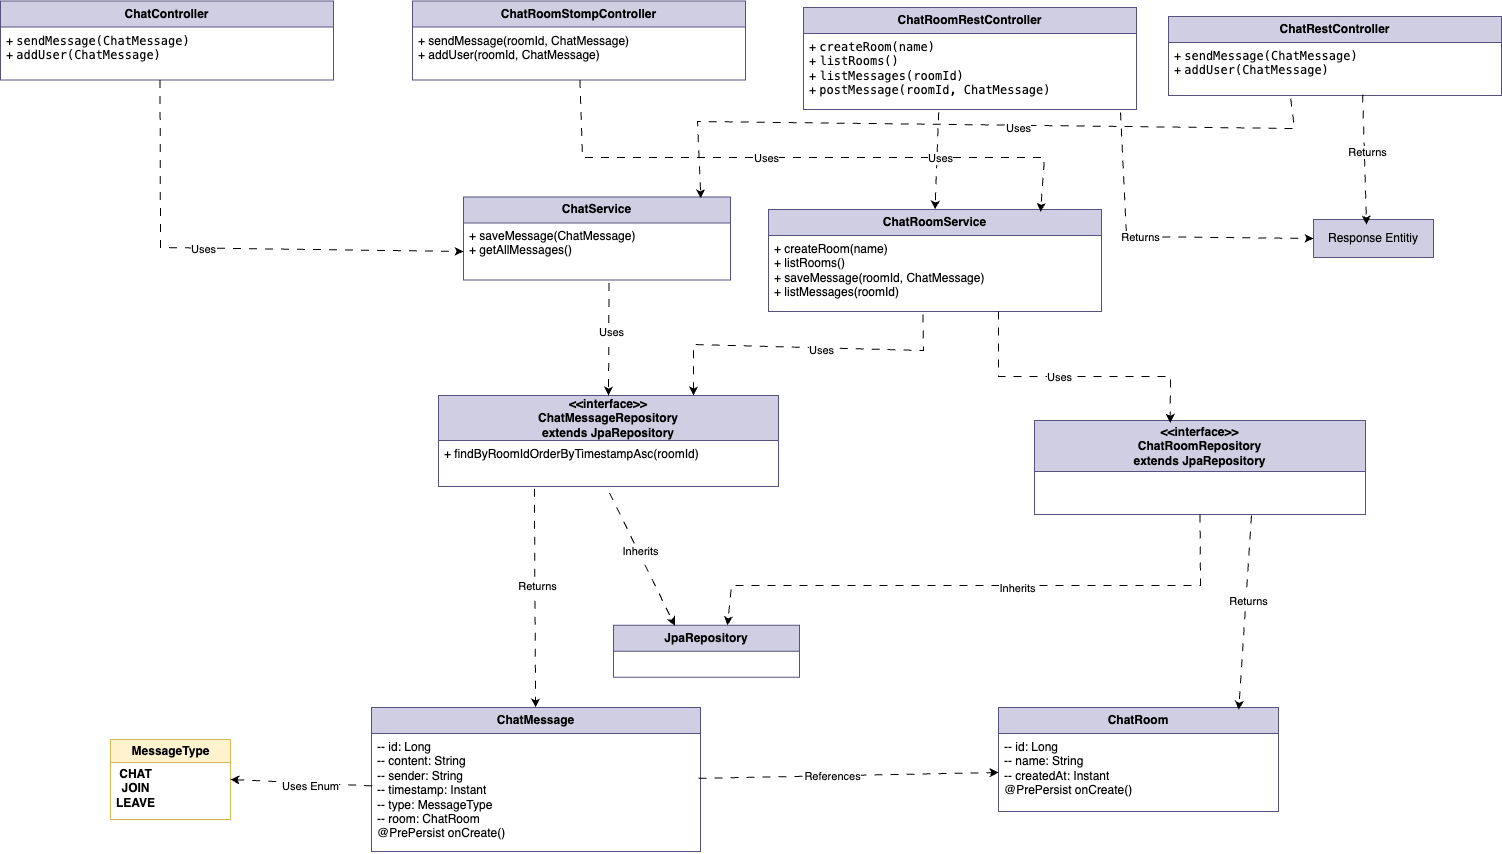 ChatController
+ sendMessage(ChatMessage)
+ addUser(ChatMessage)
ChatRoomStompController
+ sendMessage(roomId, ChatMessage)
+ addUser(roomId, ChatMessage)
ChatRoomRestController
+ createRoom(name)
+ listRooms()
+ listMessages(roomId)
+ postMessage(roomId, ChatMessage)
ChatRestController
+ sendMessage(ChatMessage)
+ addUser(ChatMessage)
Uses
Uses
Uses
Returns
Uses
Returns
ChatService
+ saveMessage(ChatMessage)
+ getAllMessages()
ChatRoomService
+ createRoom(name)
+ listRooms()
+ saveMessage(roomId, ChatMessage)
+ listMessages(roomId)
Response Entitiy
Uses
Uses
Uses
<<interface>>
ChatMessageRepository
extends JpaRepository
+ findByRoomIdOrderByTimestampAsc(roomId)
<<interface>>
ChatRoomRepository
extends JpaRepository
Inherits
Returns
Inherits
Returns
JpaRepository
ChatMessage
-- id: Long
-- content: String
-- sender: String
-- timestamp: Instant
-- type: MessageType
-- room: ChatRoom
@PrePersist onCreate()
ChatRoom
-- id: Long
-- name: String
-- createdAt: Instant
@PrePersist onCreate()
MessageType
CHAT
JOIN
LEAVE
Uses Enum
References